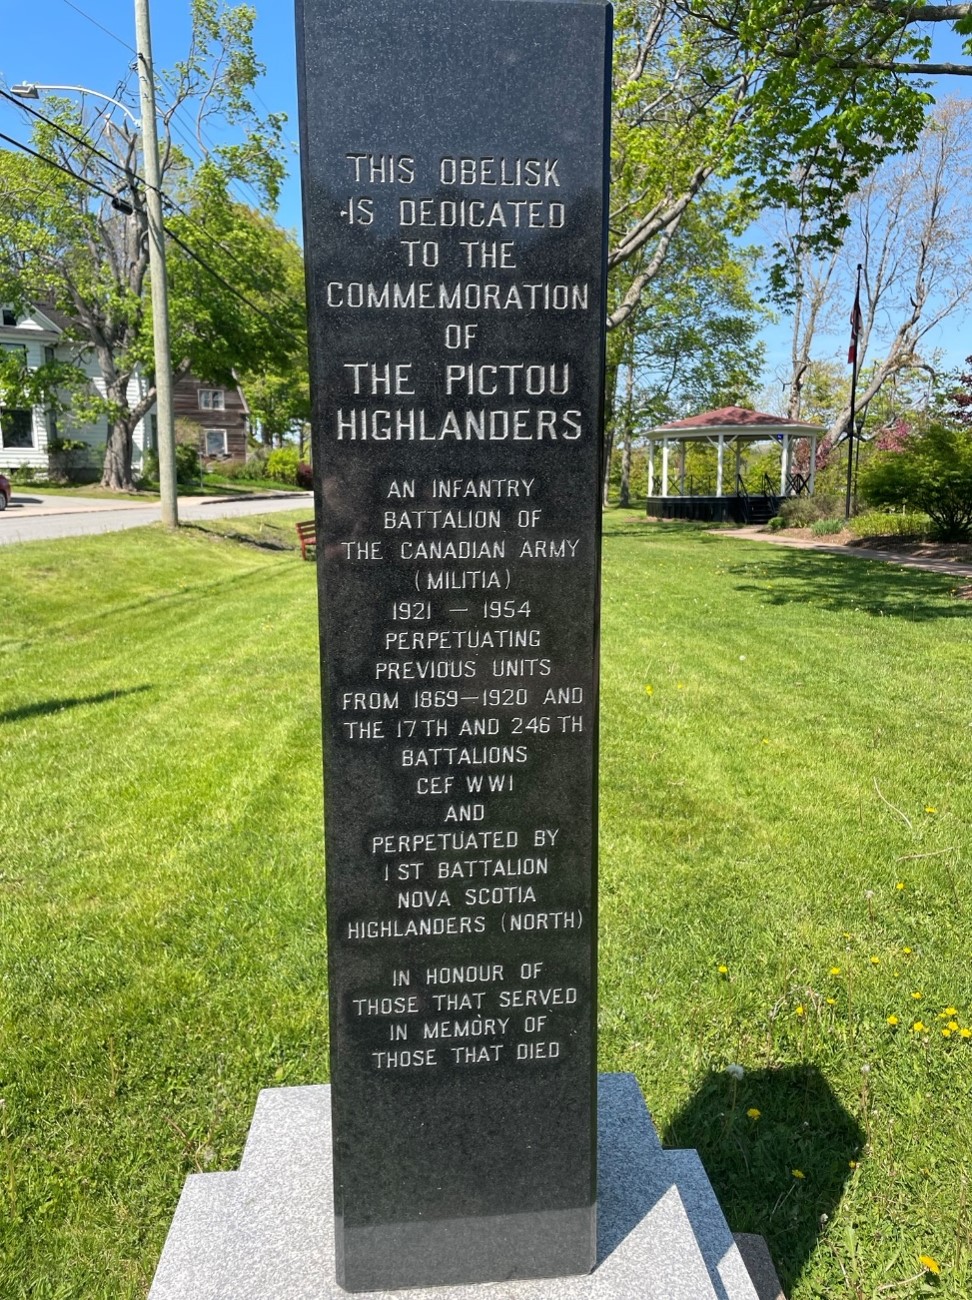 THIS OBELISK
IS DEDICATED
TO THE
COMMEMORATION
OF
THE PICTOU
HIGHLANDERS
AN INFANTRY
BATTALION OF
THE CANADIAN ARMY
(MILITIA)
1921 — 1954
PERPETUATING
PREVIOUS UNITS
FROM 1869—1920 AND
THE 17TH AND 246TH
BATTALIONS
CEF WW1
AND
PERPETUATED BY
1ST BATTALION
NOVA SCOTIA
HIGHLANDERS (NORTH)
IN HONOUR OF
THOSE THAT SERVED
IN MEMORY OF
THOSE THAT DIED